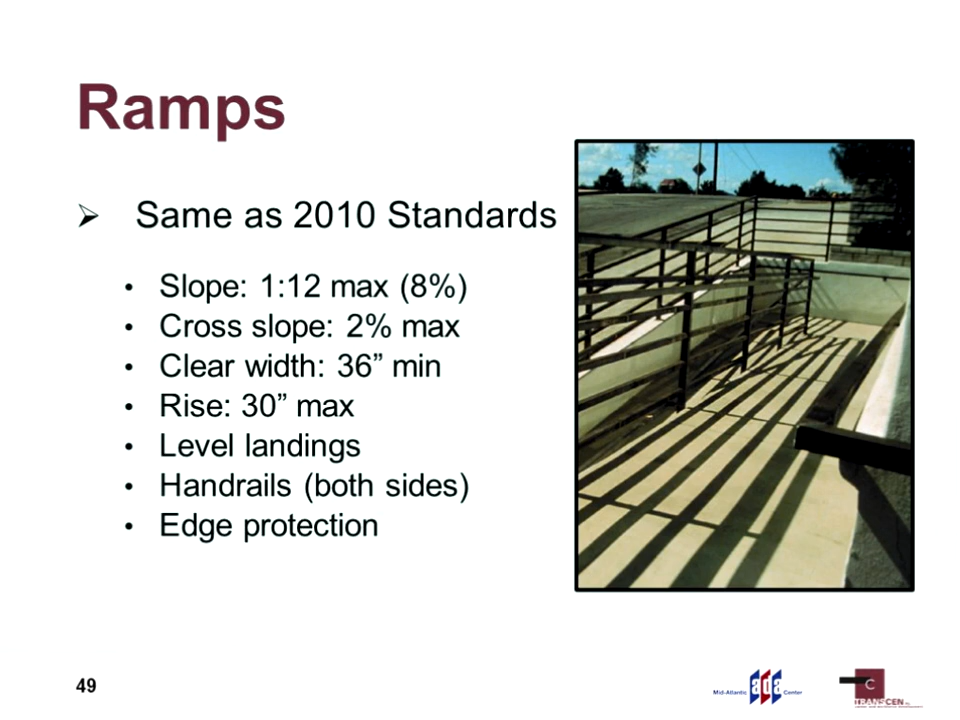 Ramps
Same as 2010 Standards
• Slope: 1:12 max (8%)
• Cross slope: 2% max
• Clear width: 36” min
• Rise: 30” max
• Level landings
• Handrails (both sides)
• Edge protection
49
Mid-Atlantic ada Center
C
TRANSCEN